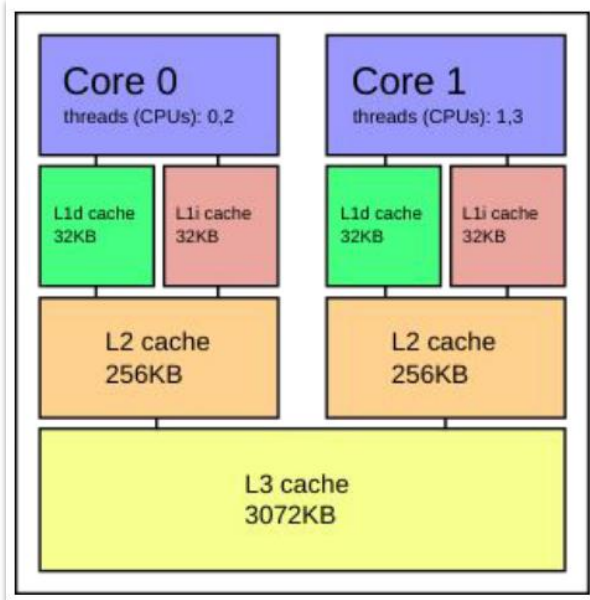 Core 0
threads (CPUs): 0,2
Core 1
threads (CPUs): 1,3
L1d cache
32KB
L1i cache
32KB
L1d cache
32KB
L1i cache
32KB
L2 cache
256KB
L2 cache
256KB
L3 cache
3072KB